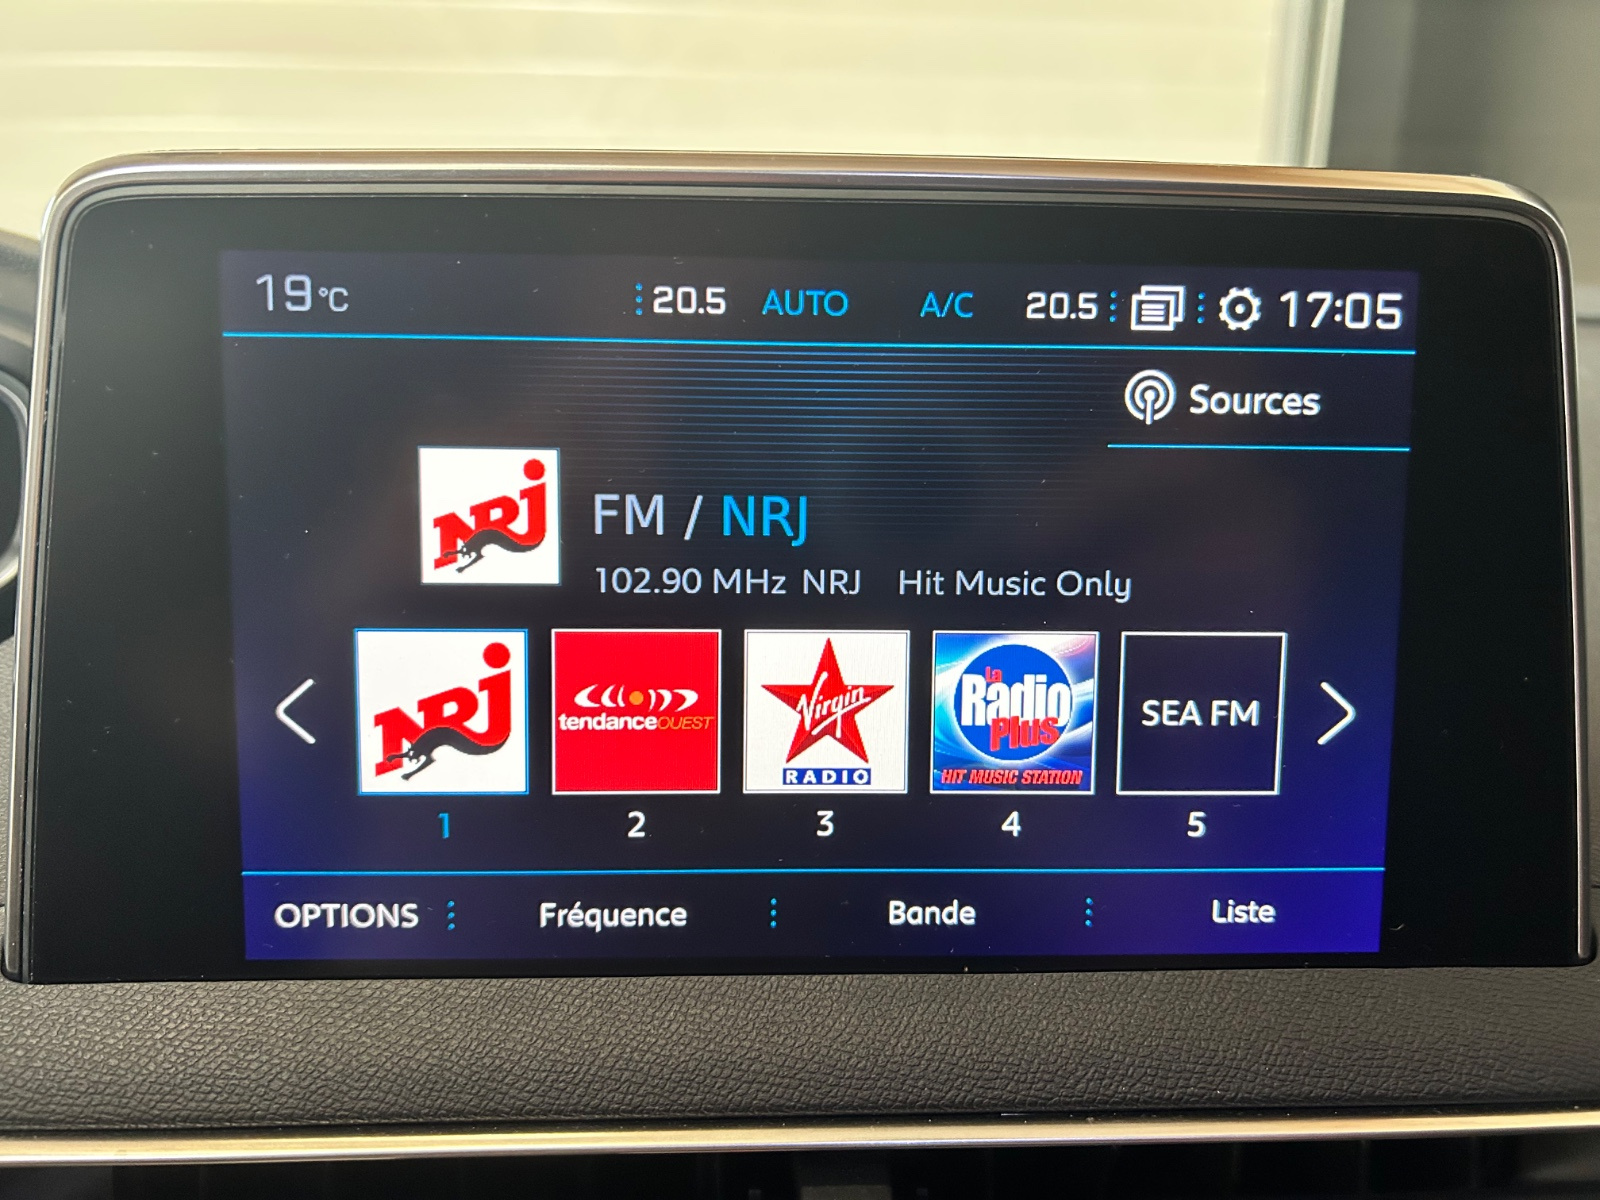 19°C 20.5 AUTO A/C 20.5 17:05
Sources
NRJ
FM / NRJ
102.90 MHz NRJ Hit Music Only
NRJ
tendanceOUEST
Virgin
RADIO
La
Radio
Plus
HIT MUSIC STATION
SEA FM
1 2 3 4 5
OPTIONS Fréquence Bande Liste